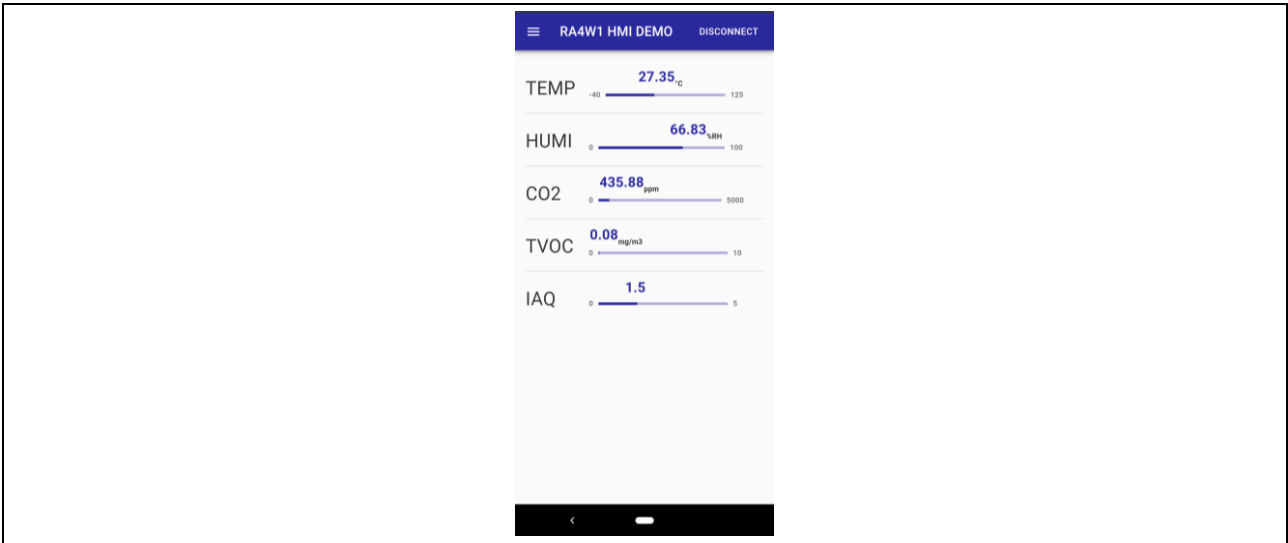 RA4W1 HMI DEMO DISCONNECT
27.35°C
TEMP -40 125
66.83%RH
HUMI 0 100
435.88ppm
CO2 0 5000
0.08mg/m3
TVOC 0 10
1.5
IAQ 0 5